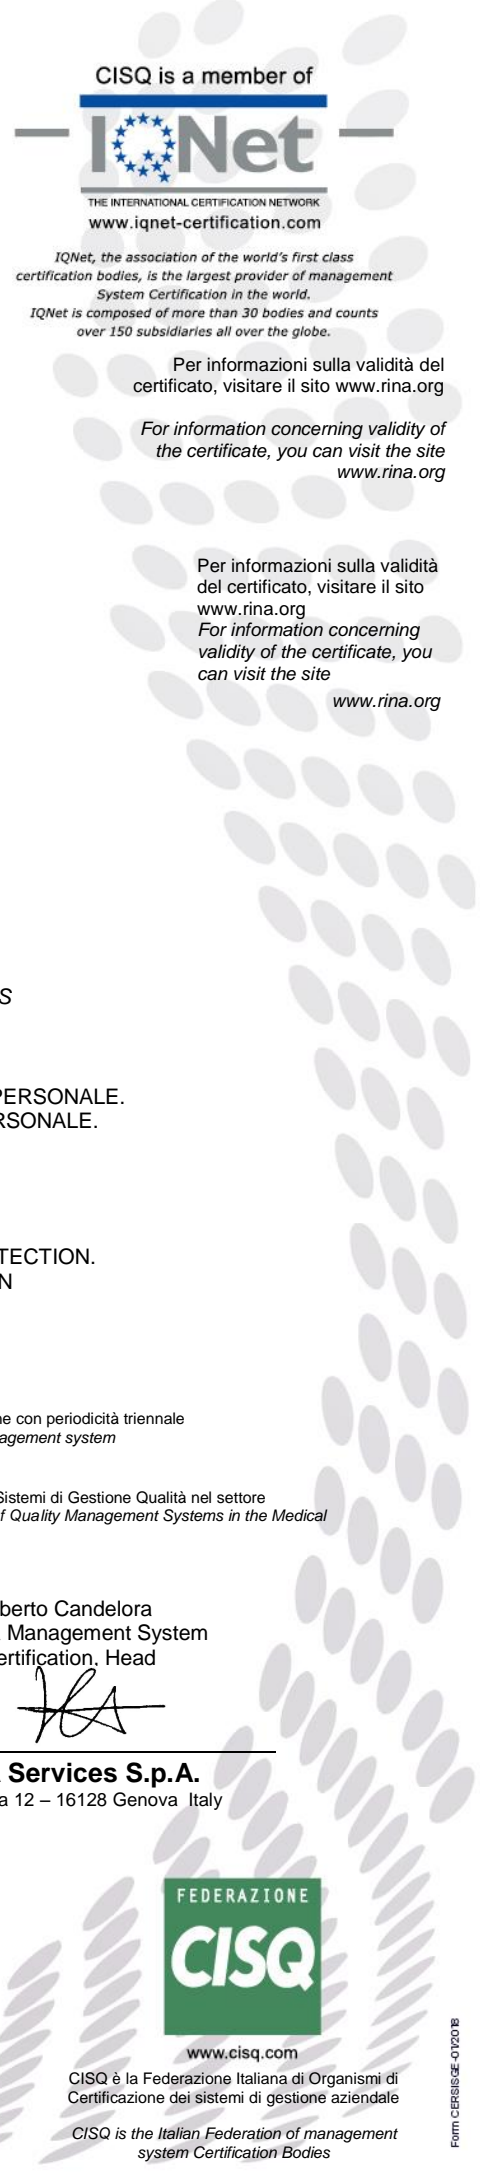 CISQ is a member of
IQNet
THE INTERNATIONAL CERTIFICATION NETWORK
www.iqnet-certification.com
IQNet, the association of the world's first class
certification bodies, is the largest provider of management
System Certification in the world.
IQNet is composed of more than 30 bodies and counts
over 150 subsidiaries all over the globe.
Per informazioni sulla validità del
certificato, visitare il sito www.rina.org
For information concerning validity of
the certificate, you can visit the site
www.rina.org
Per informazioni sulla validità
del certificato, visitare il sito
www.rina.org
For information concerning
validity of the certificate, you
can visit the site
www.rina.org
S
PERSONALE.
RSONALE.
TECTION.
N
ne con periodicità triennale
nagement system
Sistemi di Gestione Qualità nel settore
f Quality Management Systems in the Medical
berto Candelora
Management System
ertification, Head
Services S.p.A.
a 12 – 16128 Genova Italy
FEDERAZIONE
CISQ
www.cisq.com
CISQ è la Federazione Italiana di Organismi di
Certificazione dei sistemi di gestione aziendale
CISQ is the Italian Federation of management
system Certification Bodies
Form CERSISGE-01/2018